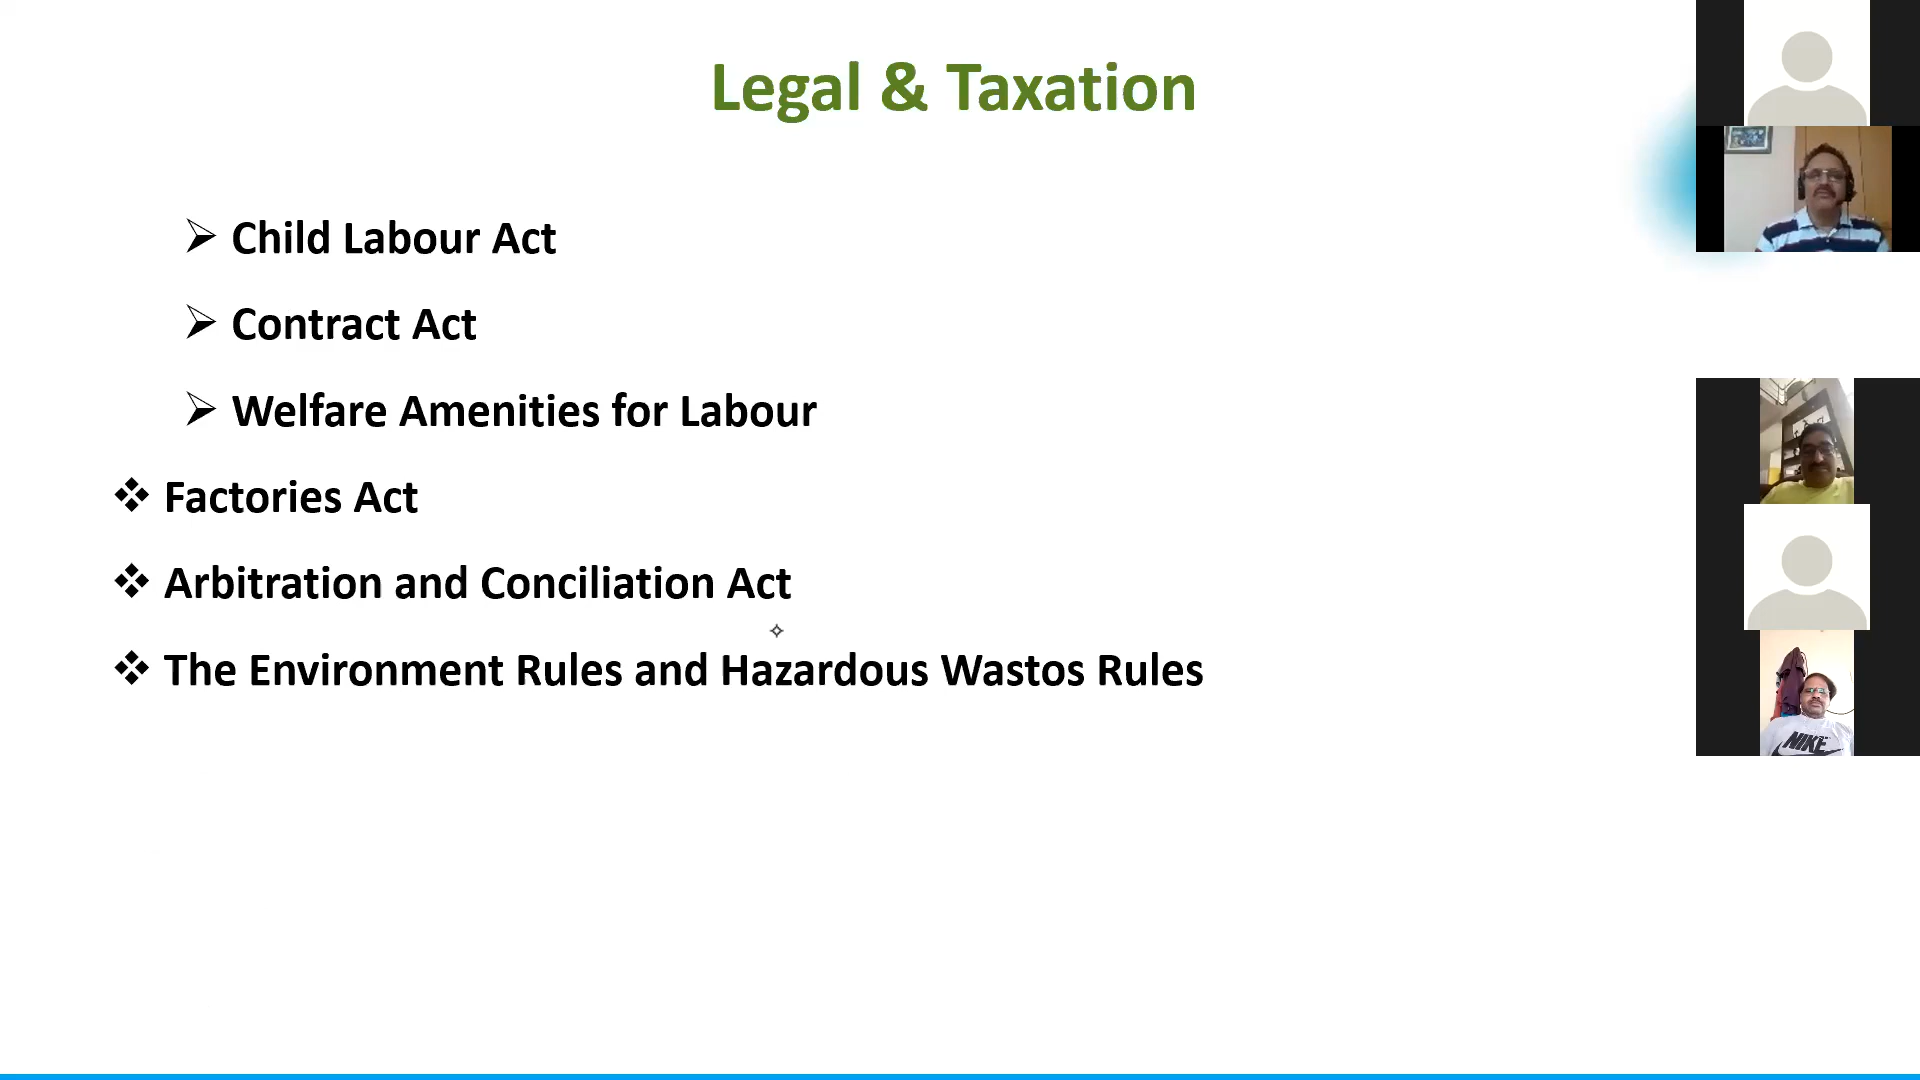 Legal & Taxation
Child Labour Act
Contract Act
Welfare Amenities for Labour
Factories Act
Arbitration and Conciliation Act
The Environment Rules and Hazardous Wastos Rules
NIKE